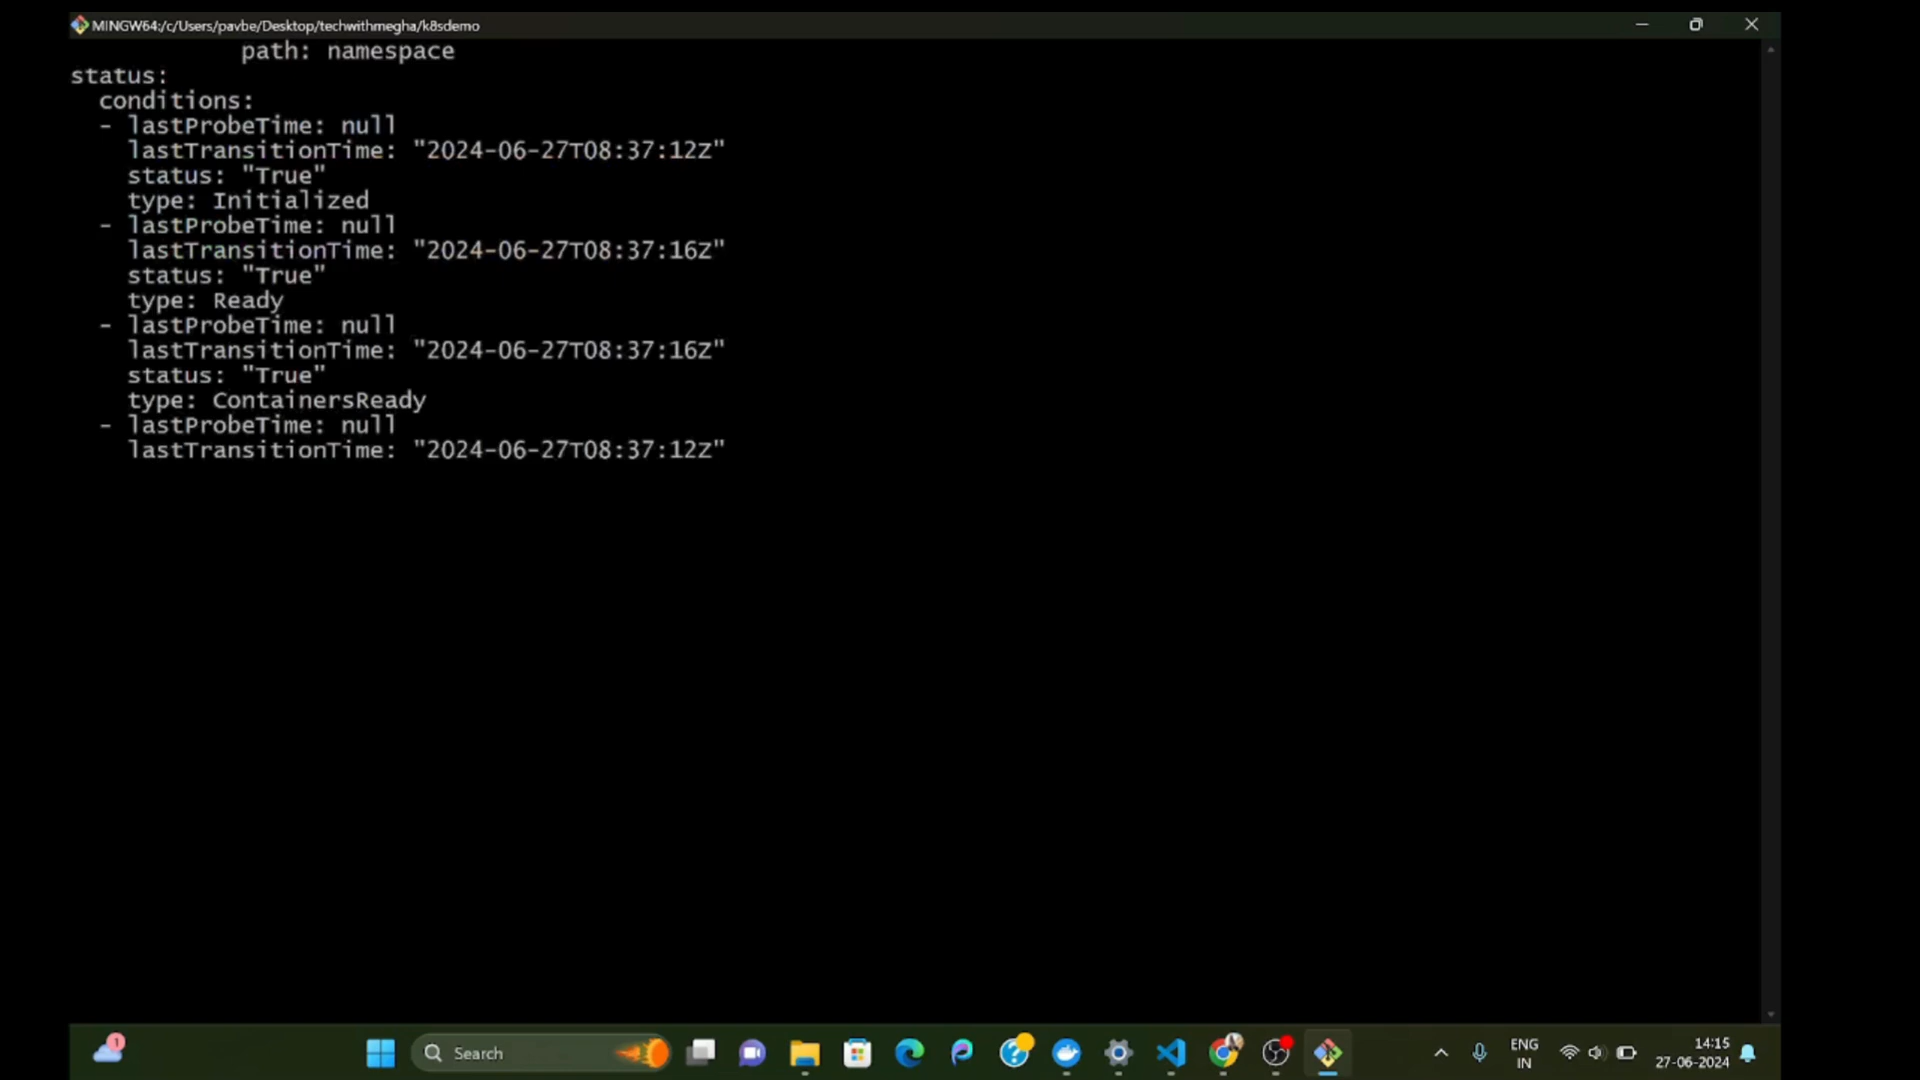 MINGW64:/c/Users/pavbe/Desktop/techwithmegha/k8sdemo
            path: namespace
status:
  conditions:
  - lastProbeTime: null
    lastTransitionTime: "2024-06-27T08:37:12Z"
    status: "True"
    type: Initialized
  - lastProbeTime: null
    lastTransitionTime: "2024-06-27T08:37:16Z"
    status: "True"
    type: Ready
  - lastProbeTime: null
    lastTransitionTime: "2024-06-27T08:37:16Z"
    status: "True"
    type: ContainersReady
  - lastProbeTime: null
    lastTransitionTime: "2024-06-27T08:37:12Z"
1
Search
ENG
IN
14:15
27-06-2024